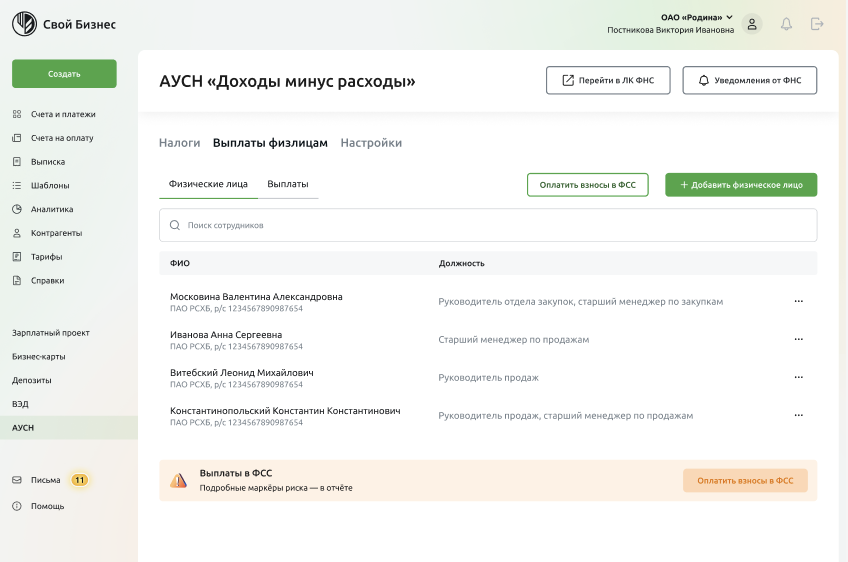 Свой Бизнес
ОАО «Родина»
Постникова Виктория Ивановна
Создать
Счета и платежи
Счета на оплату
Выписка
Шаблоны
Аналитика
Контрагенты
Тарифы
Справки
Зарплатный проект
Бизнес-карты
Депозиты
ВЭД
АУСН
Письма 11
Помощь
АУСН «Доходы минус расходы»
Перейти в ЛК ФНС
Уведомления от ФНС
Налоги Выплаты физлицам Настройки
Физические лица Выплаты
Оплатить взносы в ФСС
+ Добавить физическое лицо
Поиск сотрудников
ФИО Должность
Московина Валентина Александровна
ПАО РСХБ, р/с 1234567890987654
Руководитель отдела закупок, старший менеджер по закупкам
Иванова Анна Сергеевна
ПАО РСХБ, р/с 1234567890987654
Старший менеджер по продажам
Витебский Леонид Михайлович
ПАО РСХБ, р/с 1234567890987654
Руководитель продаж
Константинопольский Константин Константинович
ПАО РСХБ, р/с 1234567890987654
Руководитель продаж, старший менеджер по продажам
Выплаты в ФСС
Подробные маркёры риска — в отчёте
Оплатить взносы в ФСС